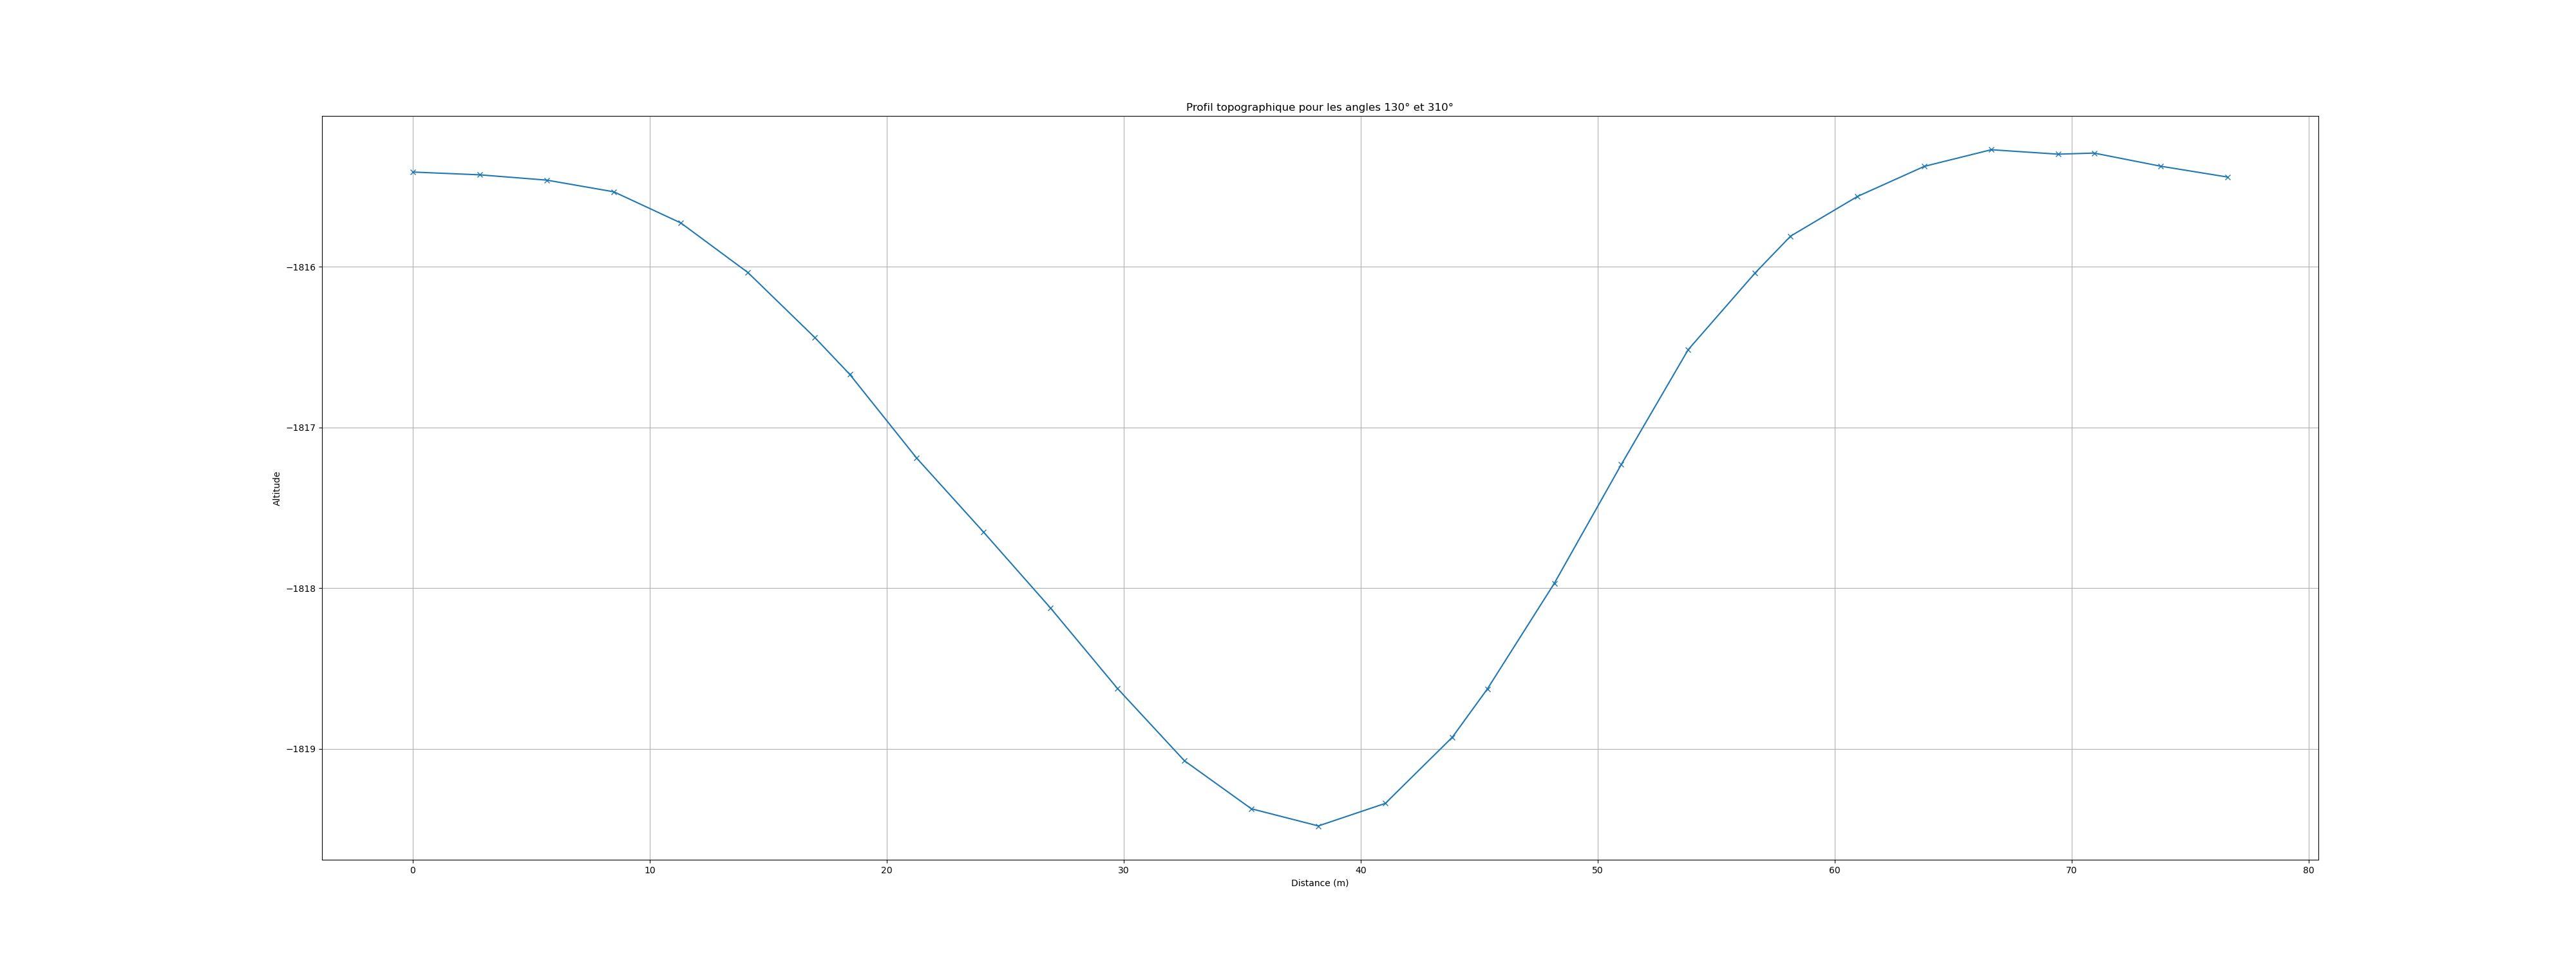 Profil topographique pour les angles 130° et 310°
−1816
−1817
−1818
−1819
Altitude
0 10 20 30 40 50 60 70 80
Distance (m)